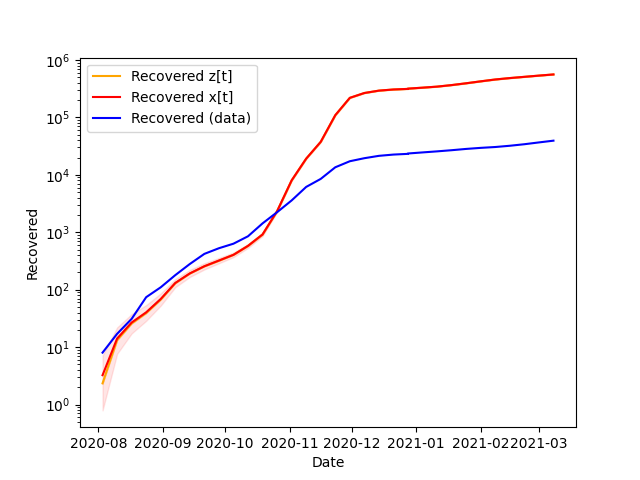 Recovered z[t]
Recovered x[t]
Recovered (data)
10^6
10^5
10^4
10^3
10^2
10^1
10^0
Recovered
2020-08 2020-09 2020-10 2020-11 2020-12 2021-01 2021-02 2021-03
Date